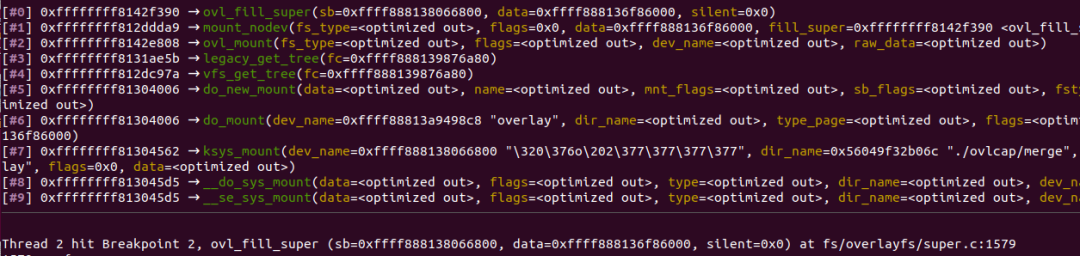 [#0] 0xffffffff8142f390 → ovl_fill_super(sb=0xffff888138066800, data=0xffff888136f86000, silent=0x0)
[#1] 0xffffffff812ddda9 → mount_nodev(fs_type=<optimized out>, flags=0x0, data=0xffff888136f86000, fill_super=0xffffffff8142f390 <ovl_fill_s
[#2] 0xffffffff8142e808 → ovl_mount(fs_type=<optimized out>, flags=<optimized out>, dev_name=<optimized out>, raw_data=<optimized out>)
[#3] 0xffffffff8131ae5b → legacy_get_tree(fc=0xffff888139876a80)
[#4] 0xffffffff812dc97a → vfs_get_tree(fc=0xffff888139876a80)
[#5] 0xffffffff81304006 → do_new_mount(data=<optimized out>, name=<optimized out>, mnt_flags=<optimized out>, sb_flags=<optimized out>, fsty
imized out>)
[#6] 0xffffffff81304006 → do_mount(dev_name=0xffff88813a9498c8 "overlay", dir_name=<optimized out>, type_page=<optimized out>, flags=<optim
136f86000)
[#7] 0xffffffff81304562 → ksys_mount(dev_name=0xffff888138066800 "\320\376o\202\377\377\377\377", dir_name=0x56049f32b06c "./ovlcap/merge",
lay", flags=0x0, data=<optimized out>)
[#8] 0xffffffff813045d5 → __do_sys_mount(data=<optimized out>, flags=<optimized out>, type=<optimized out>, dir_name=<optimized out>, dev_n
[#9] 0xffffffff813045d5 → __se_sys_mount(data=<optimized out>, flags=<optimized out>, type=<optimized out>, dir_name=<optimized out>, dev_na
Thread 2 hit Breakpoint 2, ovl_fill_super (sb=0xffff888138066800, data=0xffff888136f86000, silent=0x0) at fs/overlayfs/super.c:1579